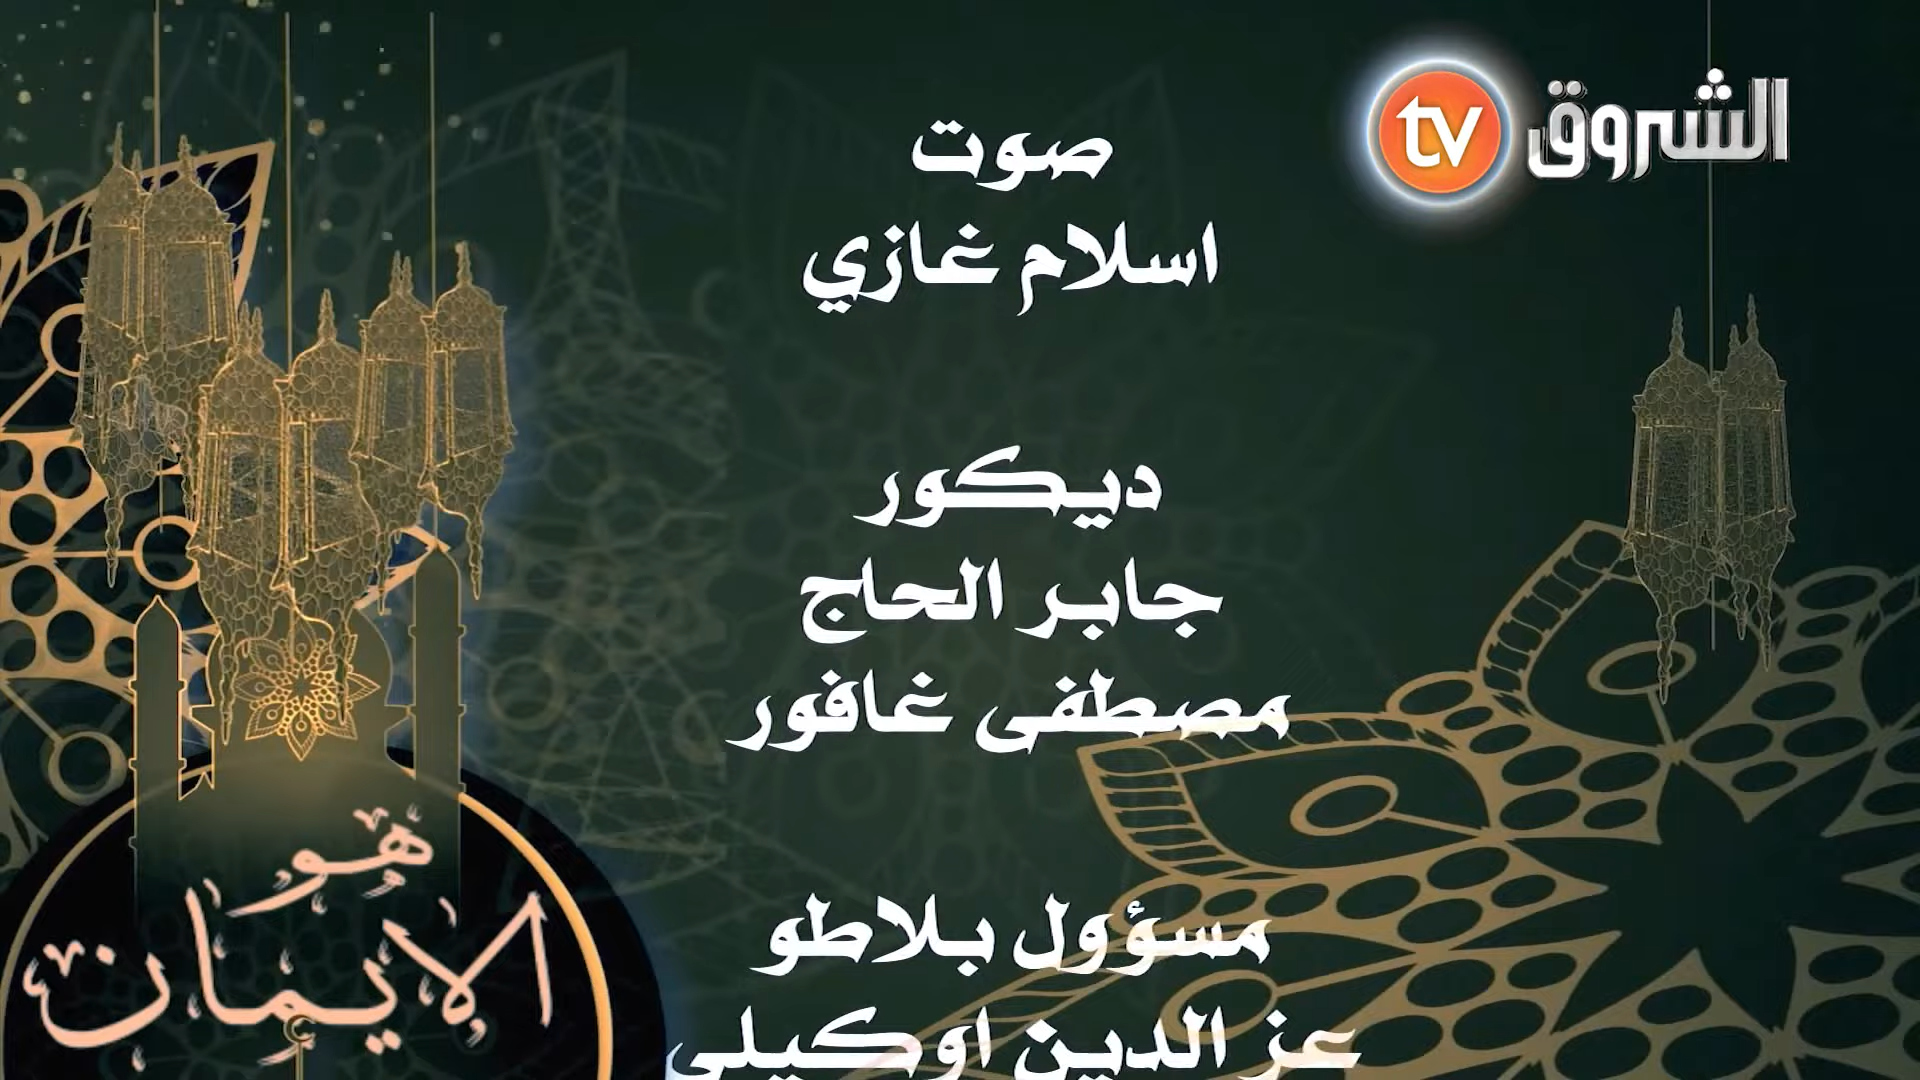 tv الشروق
صوت
اسلام غازي
ديكور
جابر الحاج
مصطفى غافور
مسؤول بلاطو
عز الدين اوكيلي
هو
الإيمان